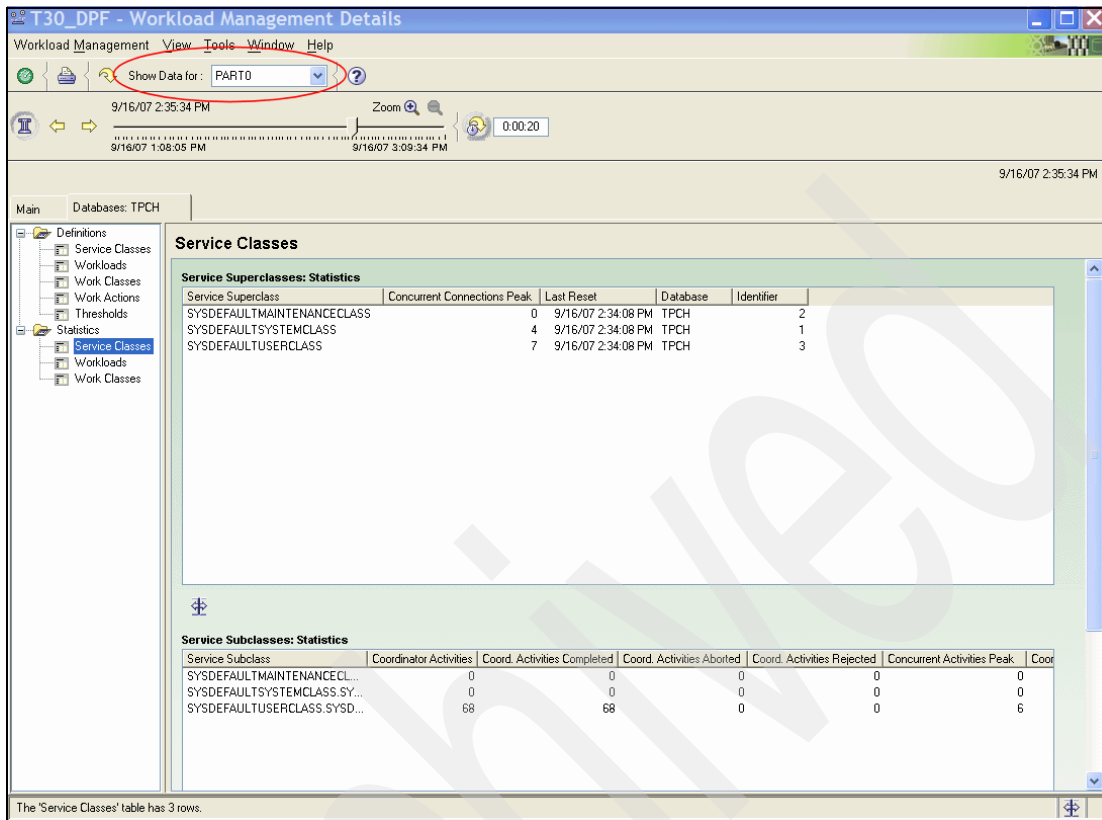 T30_DPF - Workload Management Details
Workload Management View Tools Window Help
Show Data for : PART0
9/16/07 2:35:34 PM Zoom
0:00:20
9/16/07 1:08:05 PM 9/16/07 3:09:34 PM
9/16/07 2:35:34 PM
Main Databases: TPCH
Definitions
Service Classes
Workloads
Work Classes
Work Actions
Thresholds
Statistics
Service Classes
Workloads
Work Classes
Service Classes
Service Superclasses: Statistics
Service Superclass Concurrent Connections Peak Last Reset Database Identifier
SYSDEFAULTMAINTENANCECLASS 0 9/16/07 2:34:08 PM TPCH 2
SYSDEFAULTSYSTEMCLASS 4 9/16/07 2:34:08 PM TPCH 1
SYSDEFAULTUSERCLASS 7 9/16/07 2:34:08 PM TPCH 3
Service Subclasses: Statistics
Service Subclass Coordinator Activities Coord. Activities Completed Coord. Activities Aborted Coord. Activities Rejected Concurrent Activities Peak Coor
SYSDEFAULTMAINTENANCECL... 0 0 0 0 0
SYSDEFAULTSYSTEMCLASS.SY... 0 0 0 0 0
SYSDEFAULTUSERCLASS.SYSD... 68 68 0 0 6
The 'Service Classes' table has 3 rows.